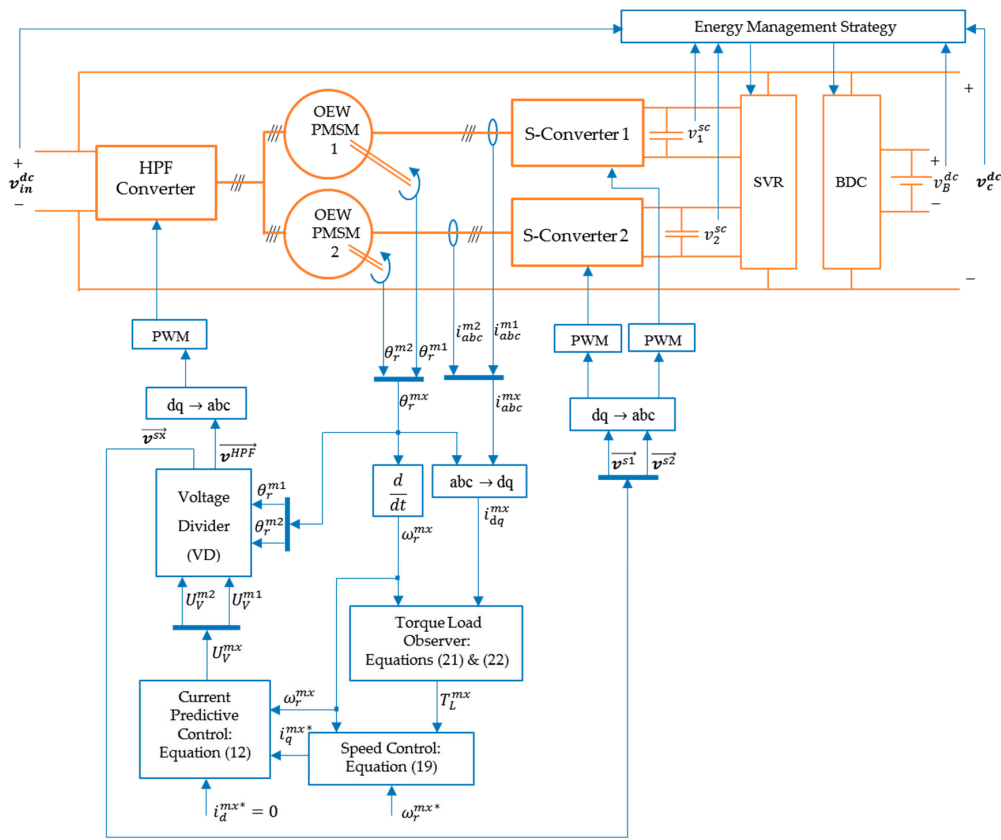 Energy Management Strategy
+
v_in^dc
−
HPF
Converter
OEW
PMSM
1
OEW
PMSM
2
S-Converter 1
S-Converter 2
v_1^sc
v_2^sc
SVR
BDC
+
v_B^dc
−
+
v_c^dc
−
PWM
dq → abc
v^sx
v^HPF
Voltage
Divider
(VD)
θ_r^m1
θ_r^m2
U_V^m2
U_V^m1
U_V^mx
Current
Predictive
Control:
Equation (12)
i_d^mx* = 0
ω_r^mx
i_q^mx*
θ_r^m2
θ_r^m1
θ_r^mx
i_abc^m2
i_abc^m1
i_abc^mx
d
dt
abc → dq
ω_r^mx
i_dq^mx
Torque Load
Observer:
Equations (21) & (22)
T_L^mx
Speed Control:
Equation (19)
ω_r^mx*
PWM
PWM
dq → abc
v^s1
v^s2